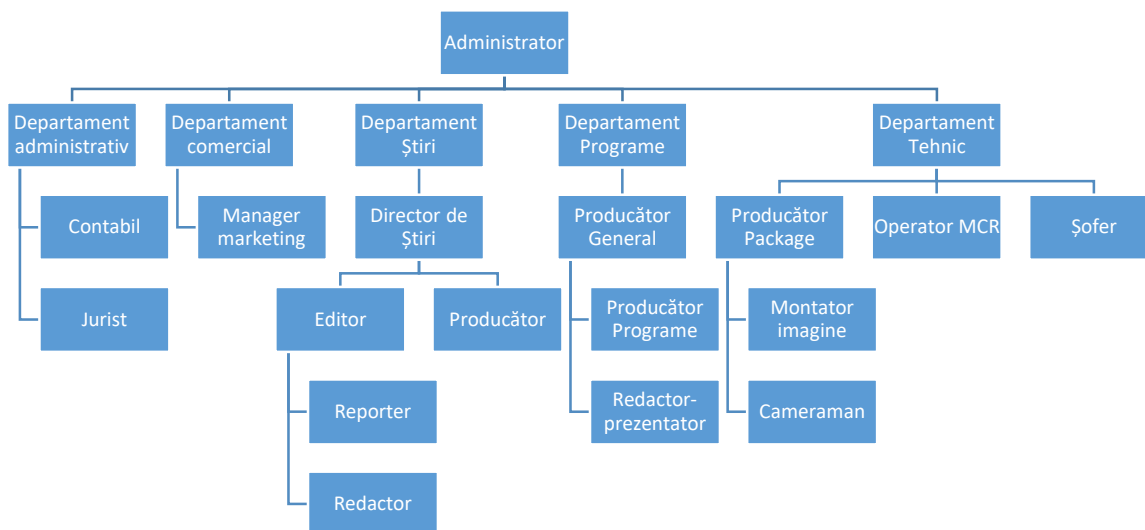 Administrator
Departament
administrativ
Departament
comercial
Departament
Știri
Departament
Programe
Departament
Tehnic
Contabil
Manager
marketing
Director de
Știri
Producător
General
Producător
Package
Operator MCR
Șofer
Jurist
Editor
Producător
Producător
Programe
Montator
imagine
Reporter
Redactor-
prezentator
Cameraman
Redactor